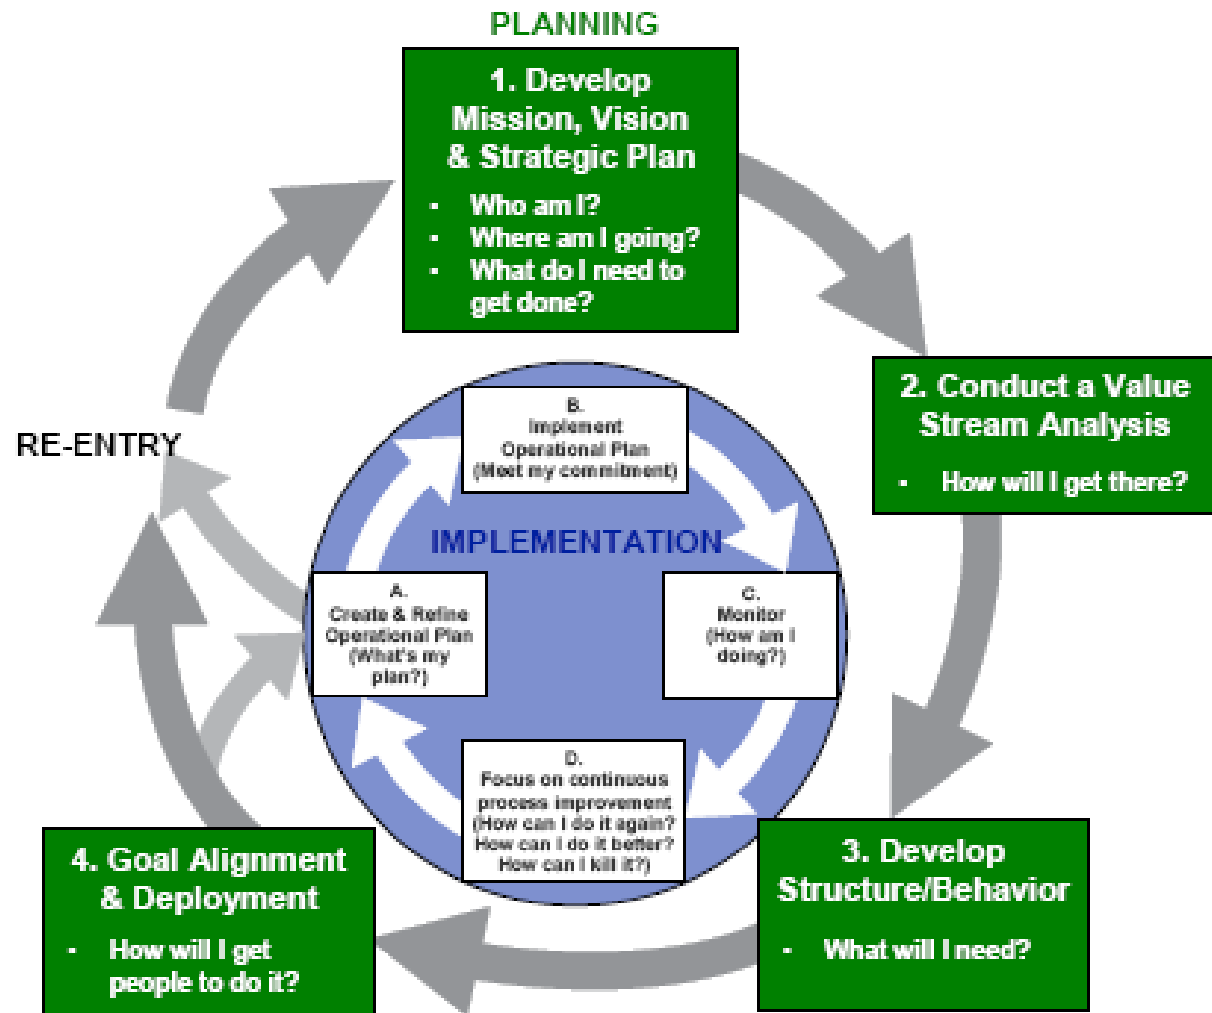 PLANNING
1. Develop
Mission, Vision
& Strategic Plan
▪ Who am I?
▪ Where am I going?
▪ What do I need to
get done?
2. Conduct a Value
Stream Analysis
▪ How will I get there?
RE-ENTRY
B.
Implement
Operational Plan
(Meet my commitment)
IMPLEMENTATION
A.
Create & Refine
Operational Plan
(What's my
plan?)
C.
Monitor
(How am I
doing?)
D.
Focus on continuous
process improvement
(How can I do it again?
How can I do it better?
How can I kill it?)
3. Develop
Structure/Behavior
▪ What will I need?
4. Goal Alignment
& Deployment
▪ How will I get
people to do it?